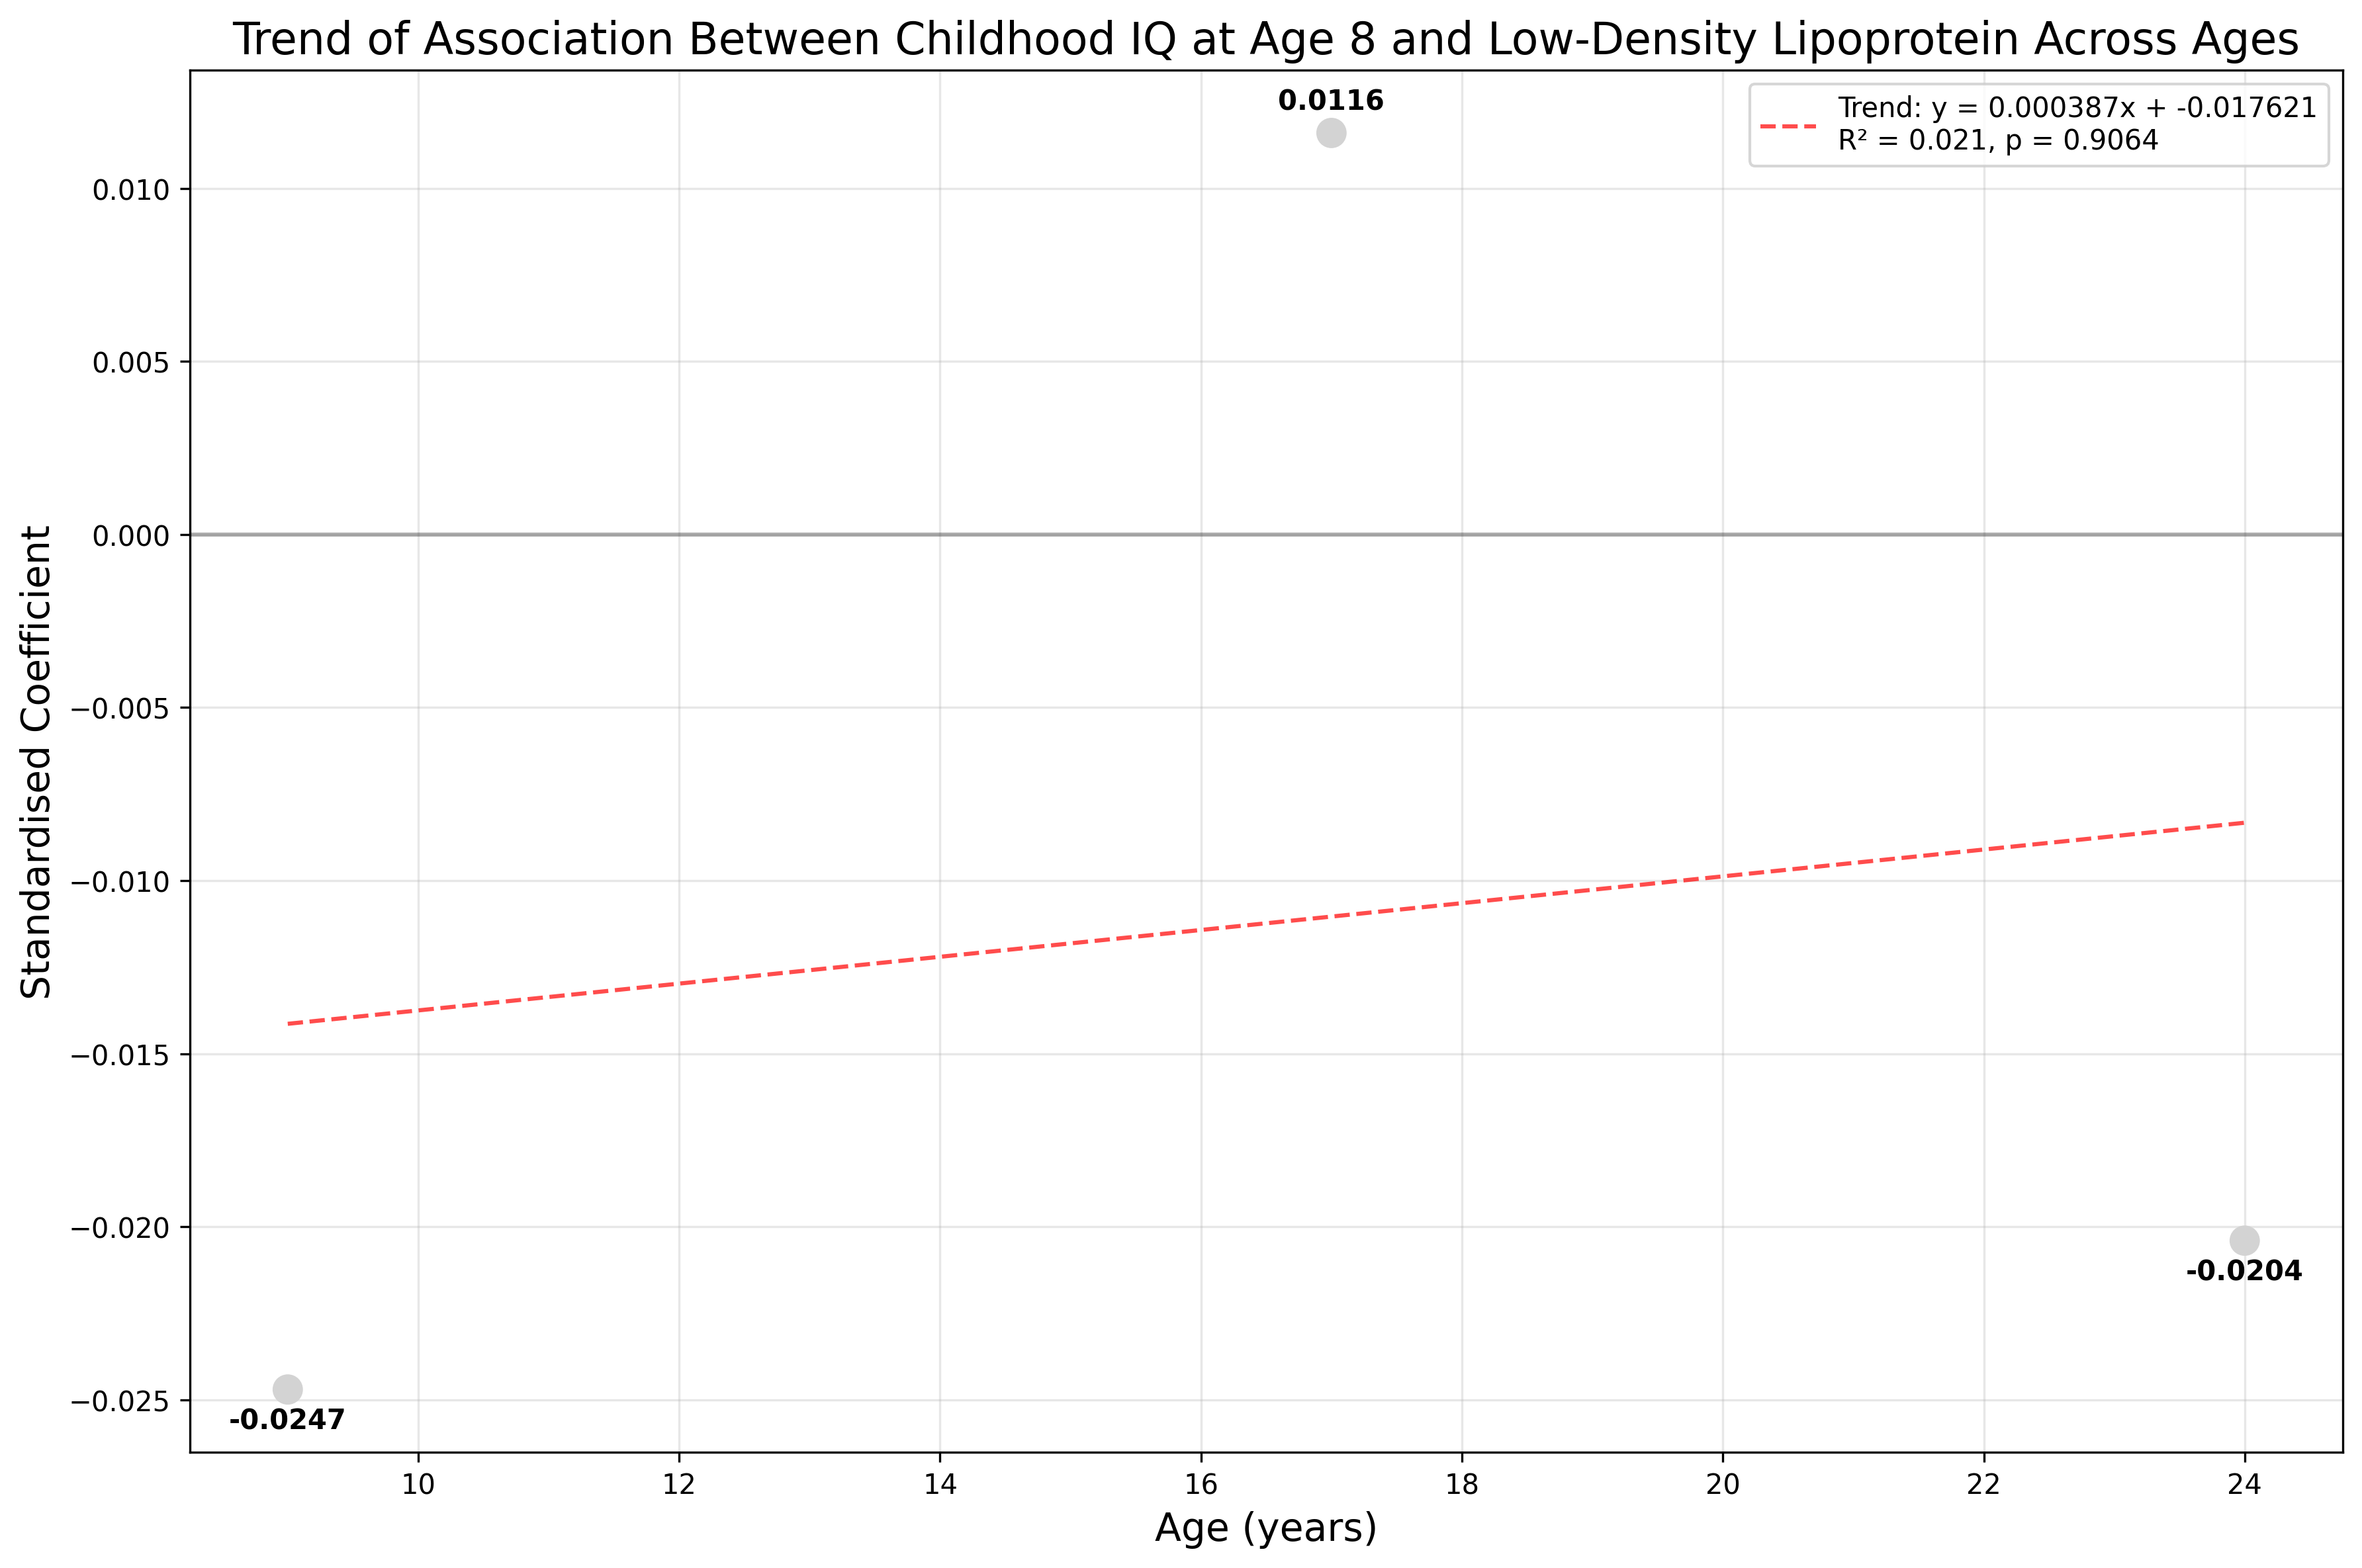 Trend of Association Between Childhood IQ at Age 8 and Low-Density Lipoprotein Across Ages
Trend: y = 0.000387x + -0.017621
R² = 0.021, p = 0.9064
0.0116
-0.0204
-0.0247
Standardised Coefficient
0.010
0.005
0.000
−0.005
−0.010
−0.015
−0.020
−0.025
10 12 14 16 18 20 22 24
Age (years)